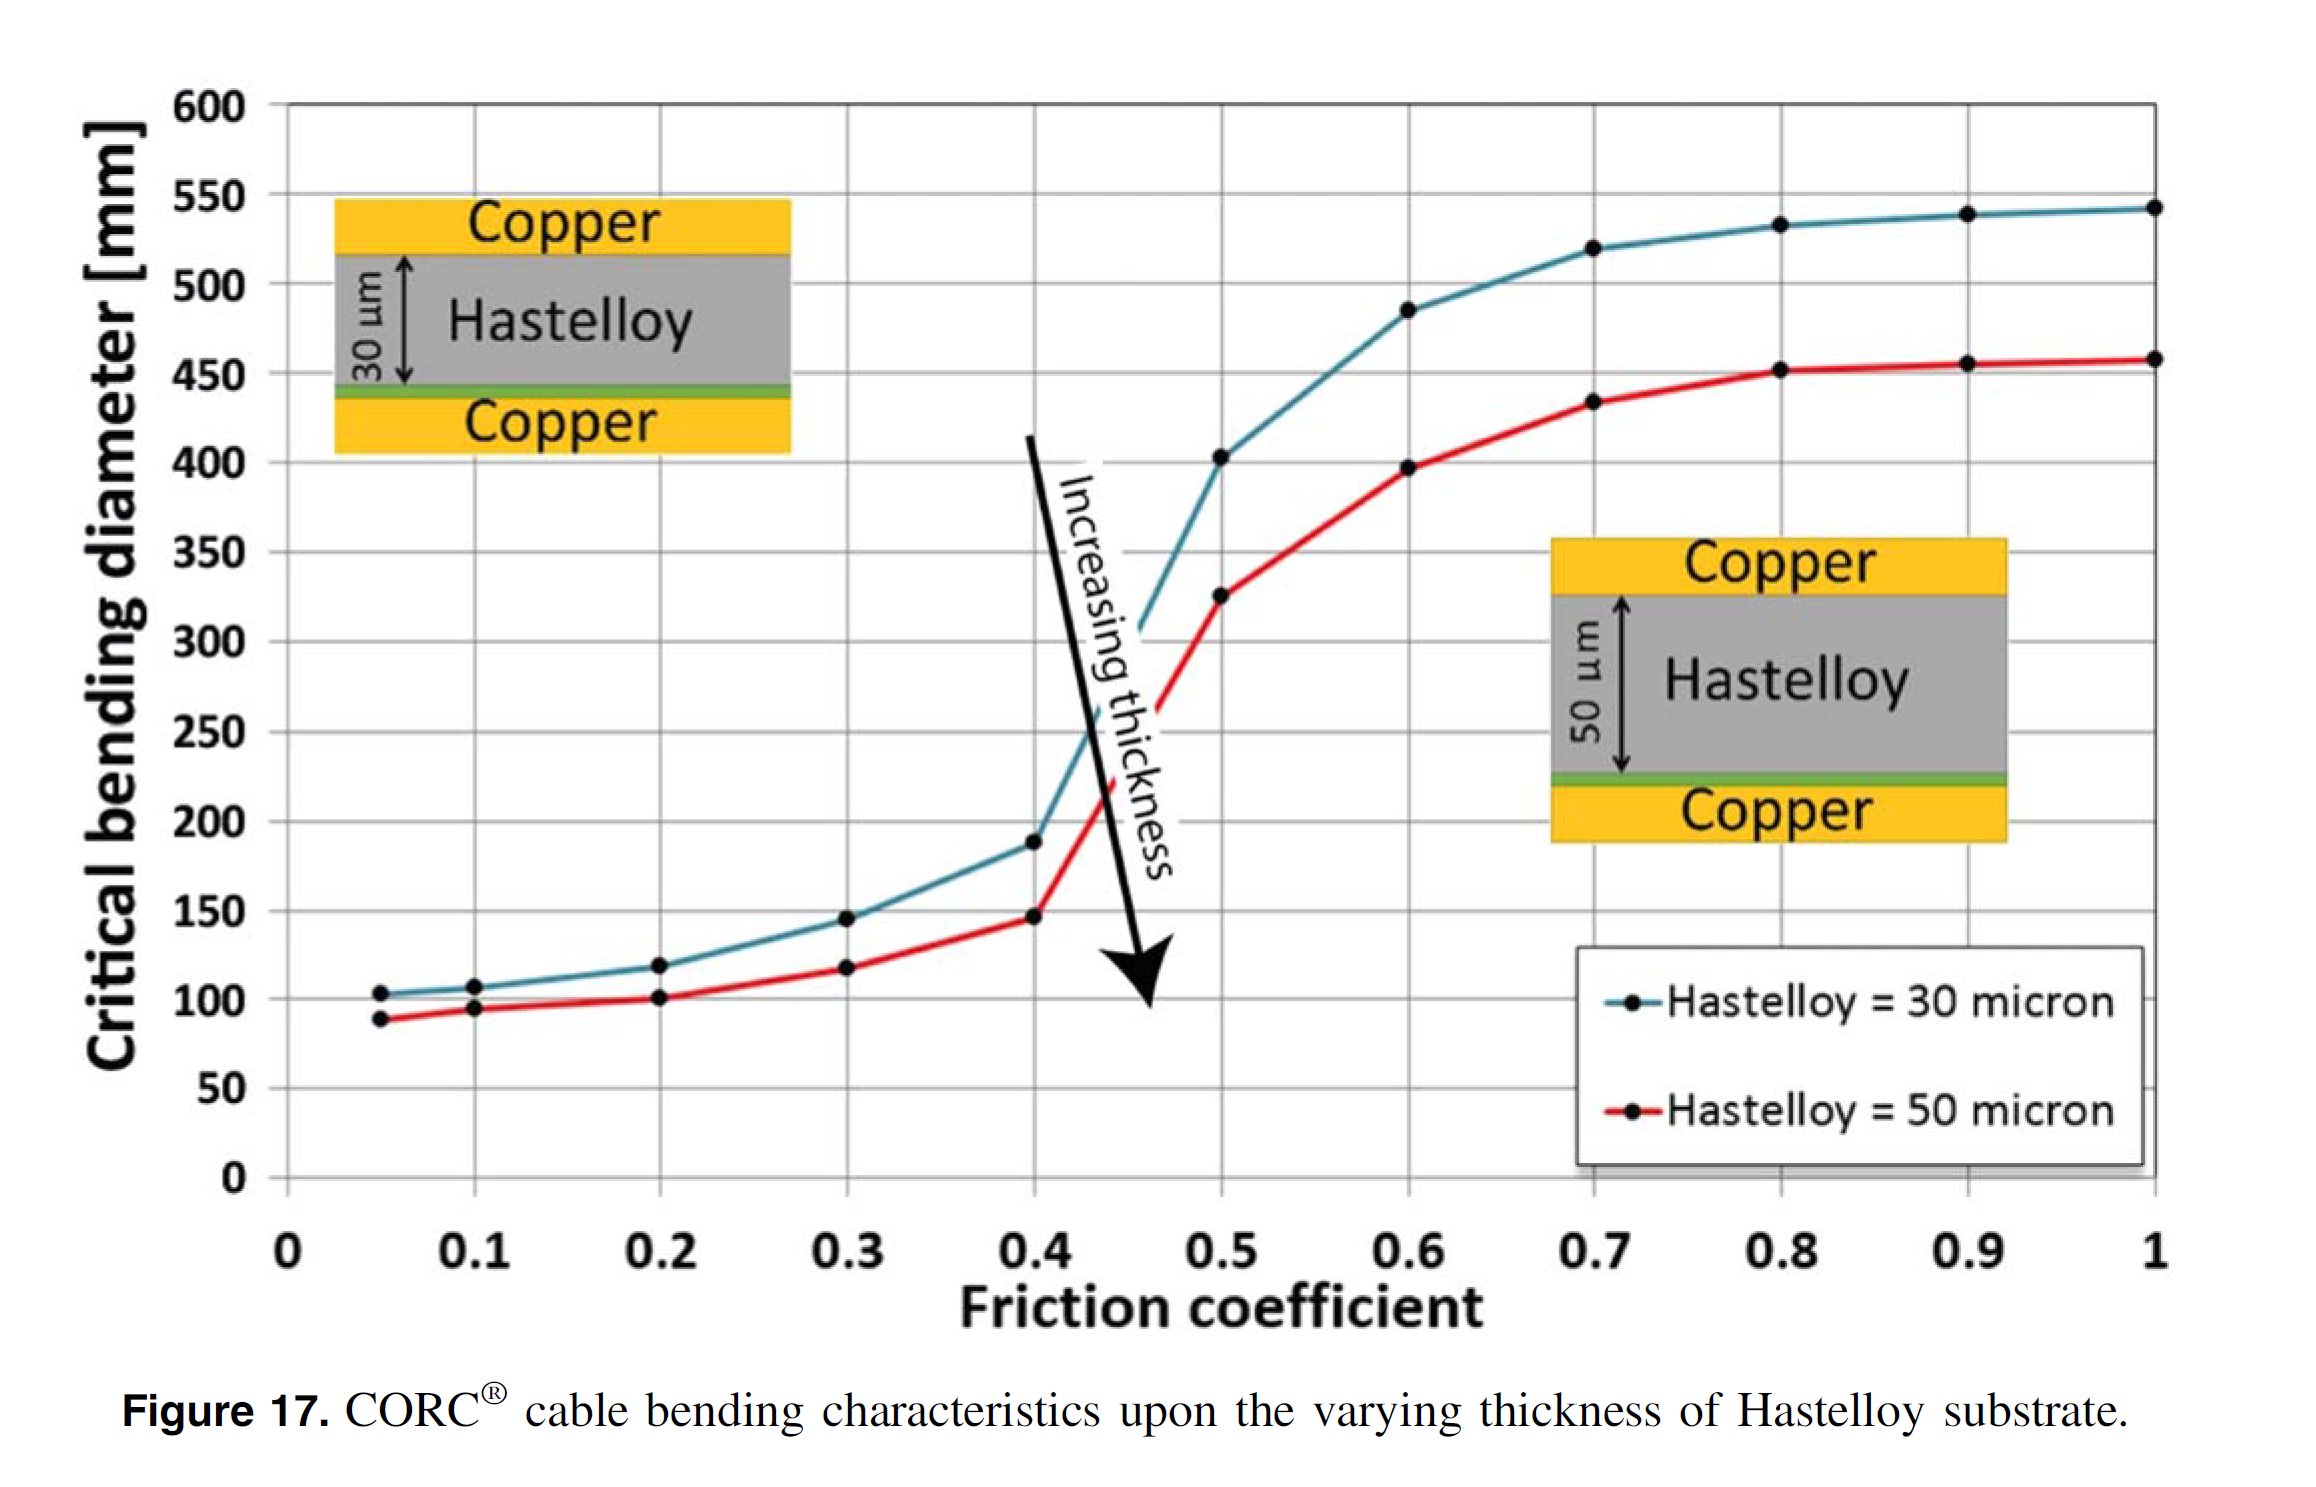 Critical bending diameter [mm]
600
550
500
450
400
350
300
250
200
150
100
50
0
Copper
30 µm
Hastelloy
Copper
Increasing thickness
Copper
50 µm
Hastelloy
Copper
Hastelloy = 30 micron
Hastelloy = 50 micron
0 0.1 0.2 0.3 0.4 0.5 0.6 0.7 0.8 0.9 1
Friction coefficient
Figure 17. CORC® cable bending characteristics upon the varying thickness of Hastelloy substrate.